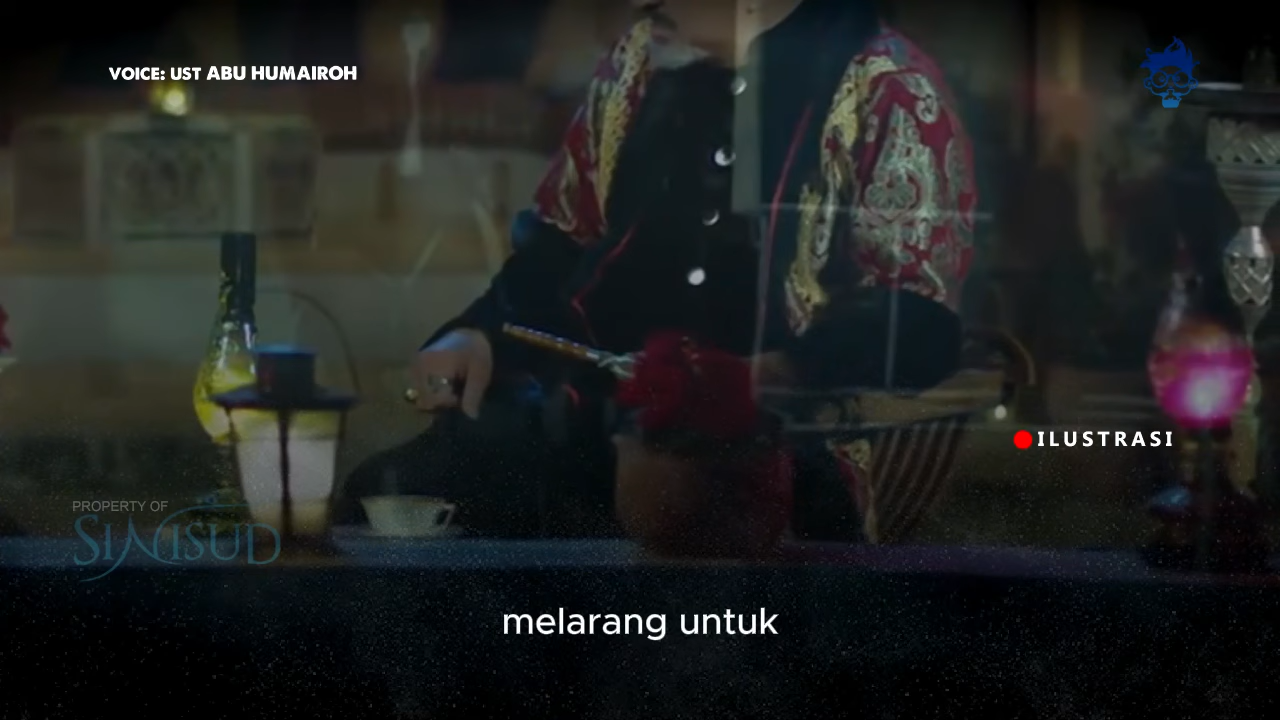 VOICE: UST ABU HUMAIROH
ILUSTRASI
PROPERTY OF
SINISUD
melarang untuk